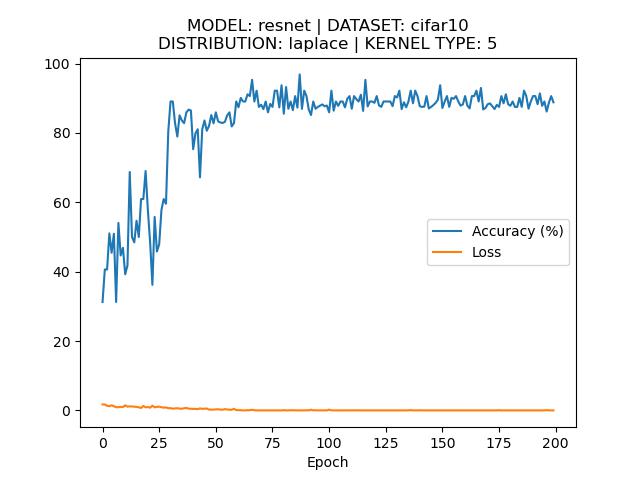 MODEL: resnet | DATASET: cifar10
DISTRIBUTION: laplace | KERNEL TYPE: 5
100
80
60
40
20
0
Accuracy (%)
Loss
0 25 50 75 100 125 150 175 200
Epoch